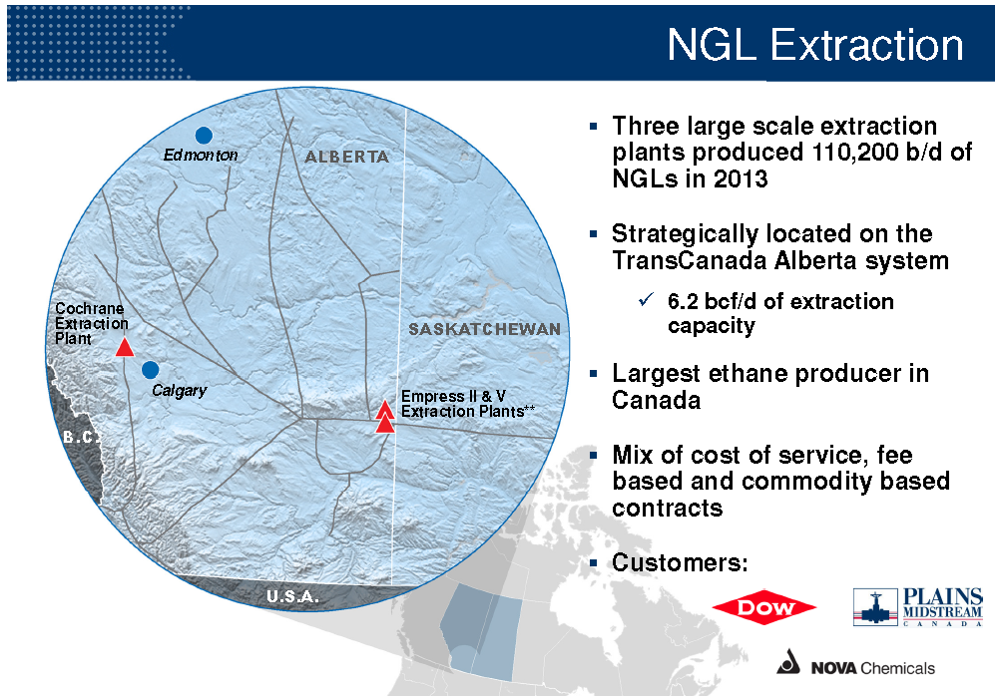 NGL Extraction
Edmonton
ALBERTA
Cochrane
Extraction
Plant
SASKATCHEWAN
Calgary
Empress II & V
Extraction Plants**
B.C.
U.S.A.
▪ Three large scale extraction
plants produced 110,200 b/d of
NGLs in 2013
▪ Strategically located on the
TransCanada Alberta system
✓ 6.2 bcf/d of extraction
capacity
▪ Largest ethane producer in
Canada
▪ Mix of cost of service, fee
based and commodity based
contracts
▪ Customers:
DOW
PLAINS
MIDSTREAM
CANADA
NOVA Chemicals